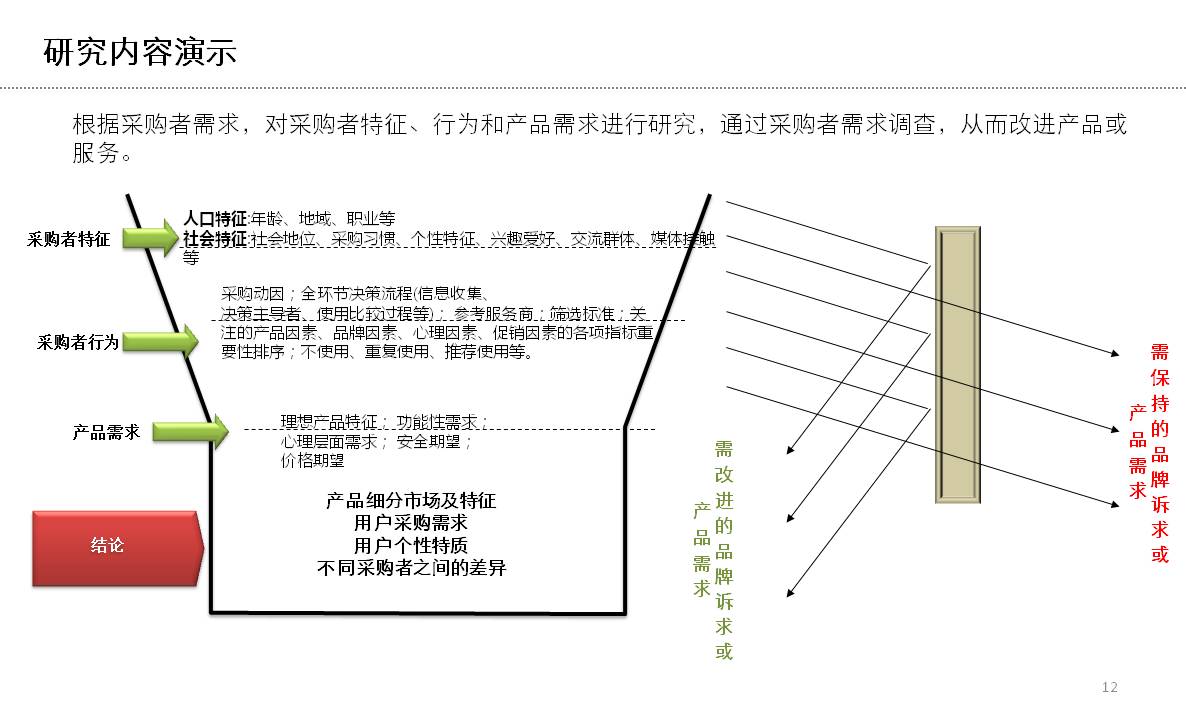 研究内容演示
根据采购者需求，对采购者特征、行为和产品需求进行研究，通过采购者需求调查，从而改进产品或
服务。
采购者特征
人口特征:年龄、地域、职业等
社会特征:社会地位、采购习惯、个性特征、兴趣爱好、交流群体、媒体接触
等
采购者行为
采购动因；全环节决策流程(信息收集、
决策主导者、使用比较过程等)； 参考服务商；筛选标准；关
注的产品因素、品牌因素、心理因素、促销因素的各项指标重
要性排序；不使用、重复使用、推荐使用等。
产品需求
理想产品特征； 功能性需求；
心理层面需求； 安全期望；
价格期望
结论
产品细分市场及特征
用户采购需求
用户个性特质
不同采购者之间的差异
需改进的品牌诉求或
产品需求
需保持的品牌诉求或
产品需求
12